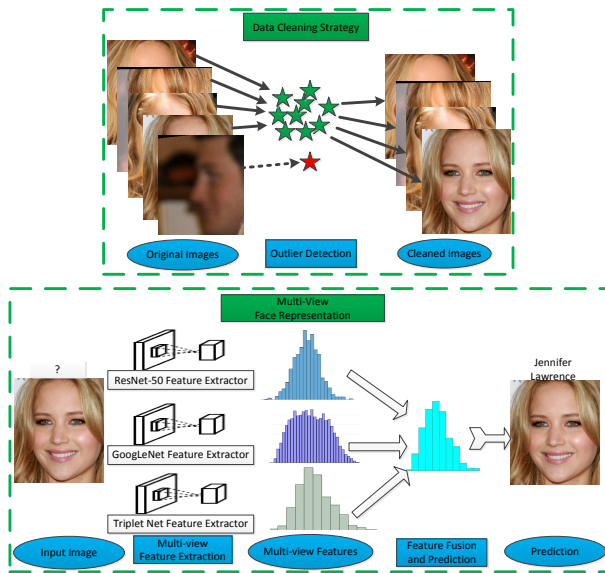 Data Cleaning Strategy
Original Images
Outlier Detection
Cleaned Images
Multi-View
Face Representation
?
ResNet-50 Feature Extractor
GoogLeNet Feature Extractor
Triplet Net Feature Extractor
Jennifer
Lawrence
Input Image
Multi-view
Feature Extraction
Multi-view Features
Feature Fusion
and Prediction
Prediction